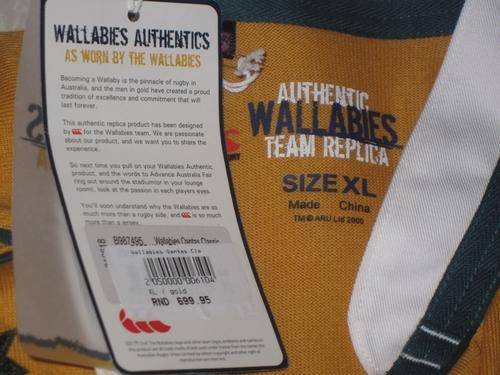 WALLABIES AUTHENTICS
AS WORN BY THE WALLABIES
Becoming a Wallaby is the pinnacle of rugby in
Australia, and the men in gold have created a proud
tradition of excellence and commitment that will
last forever.
This authentic replica product has been designed
by for the Wallabies team. We are passionate
about our product, and we want you to share the
experience.
So next time you pull on your Wallabies Authentic
product, and the words to Advance Australia Fair
ring out around the stadium or in your lounge
rooms, look at the passion in each players eyes.
You'll soon understand why the Wallabies are so
much more than a rugby side, and is so much
more than a jersey.
Wallabies Qantas Classic
Wallabies Qantas Cla
2050000006104
XL / gold
RND 699.95
AUTHENTIC
WALLABIES
TEAM REPLICA
SIZE XL
Made China
TM © ARU Ltd 2000